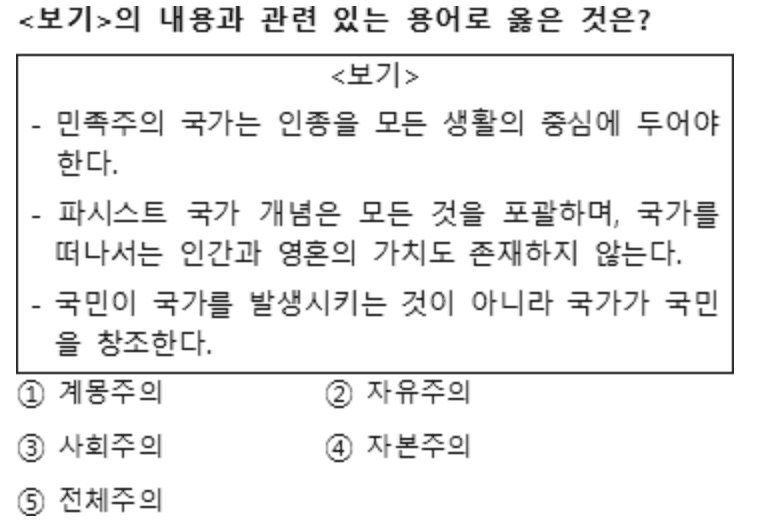 <보기>의 내용과 관련 있는 용어로 옳은 것은?
<보기>
- 민족주의 국가는 인종을 모든 생활의 중심에 두어야
한다.
- 파시스트 국가 개념은 모든 것을 포괄하며, 국가를
떠나서는 인간과 영혼의 가치도 존재하지 않는다.
- 국민이 국가를 발생시키는 것이 아니라 국가가 국민
을 창조한다.
① 계몽주의 ② 자유주의
③ 사회주의 ④ 자본주의
⑤ 전체주의